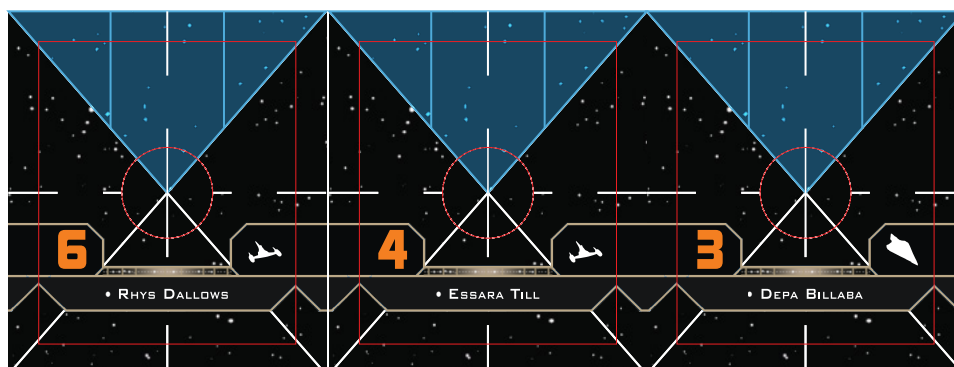 6
• Rhys Dallows
4
• Essara Till
3
• Depa Billaba